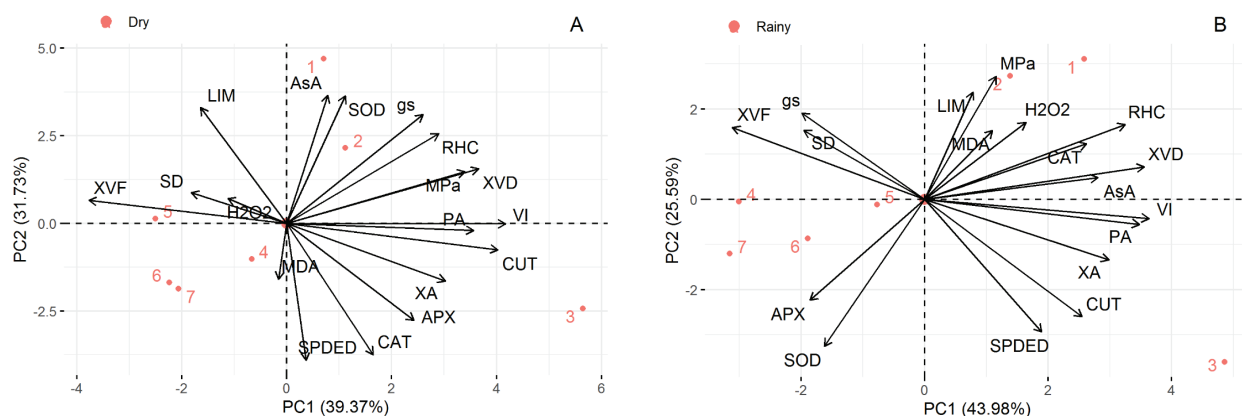 Dry
A
PC2 (31.73%)
5.0
2.5
0.0
-2.5
-4
-2
0
2
4
6
PC1 (39.37%)
1
AsA
LIM
SOD
gs
2
RHC
MPa
XVD
SD
XVF
H2O2
5
PA
VI
4
MDA
CUT
6
7
XA
APX
3
SPDED
CAT
Rainy
B
PC2 (25.59%)
2
0
-2
-2
0
2
4
PC1 (43.98%)
MPa
1
2
LIM
gs
H2O2
RHC
XVF
SD
MDA
CAT
XVD
AsA
4
5
VI
PA
6
7
XA
APX
CUT
SOD
SPDED
3